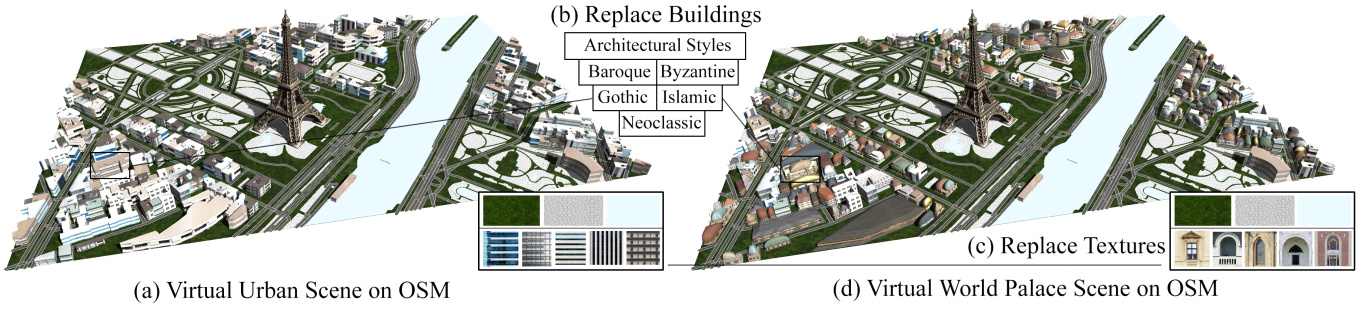 (b) Replace Buildings
Architectural Styles
Baroque Byzantine
Gothic Islamic
Neoclassic
(c) Replace Textures
(a) Virtual Urban Scene on OSM
(d) Virtual World Palace Scene on OSM